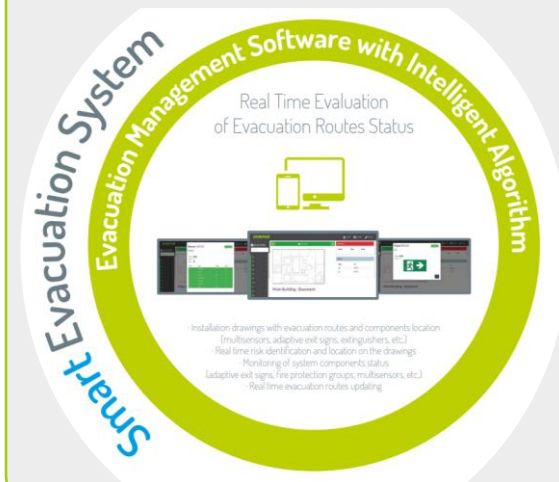 Smart Evacuation System
Evacuation Management Software with Intelligent Algorithm
Real Time Evaluation
of Evacuation Routes Status
· Installation drawings with evacuation routes and components location
(multisensors, adaptive exit signs, extinguishers, etc.)
· Real time risk identification and location on the drawings
· Monitoring of system components status
(adaptive exit signs, fire protection groups, multisensors, etc.)
· Real time evacuation routes updating